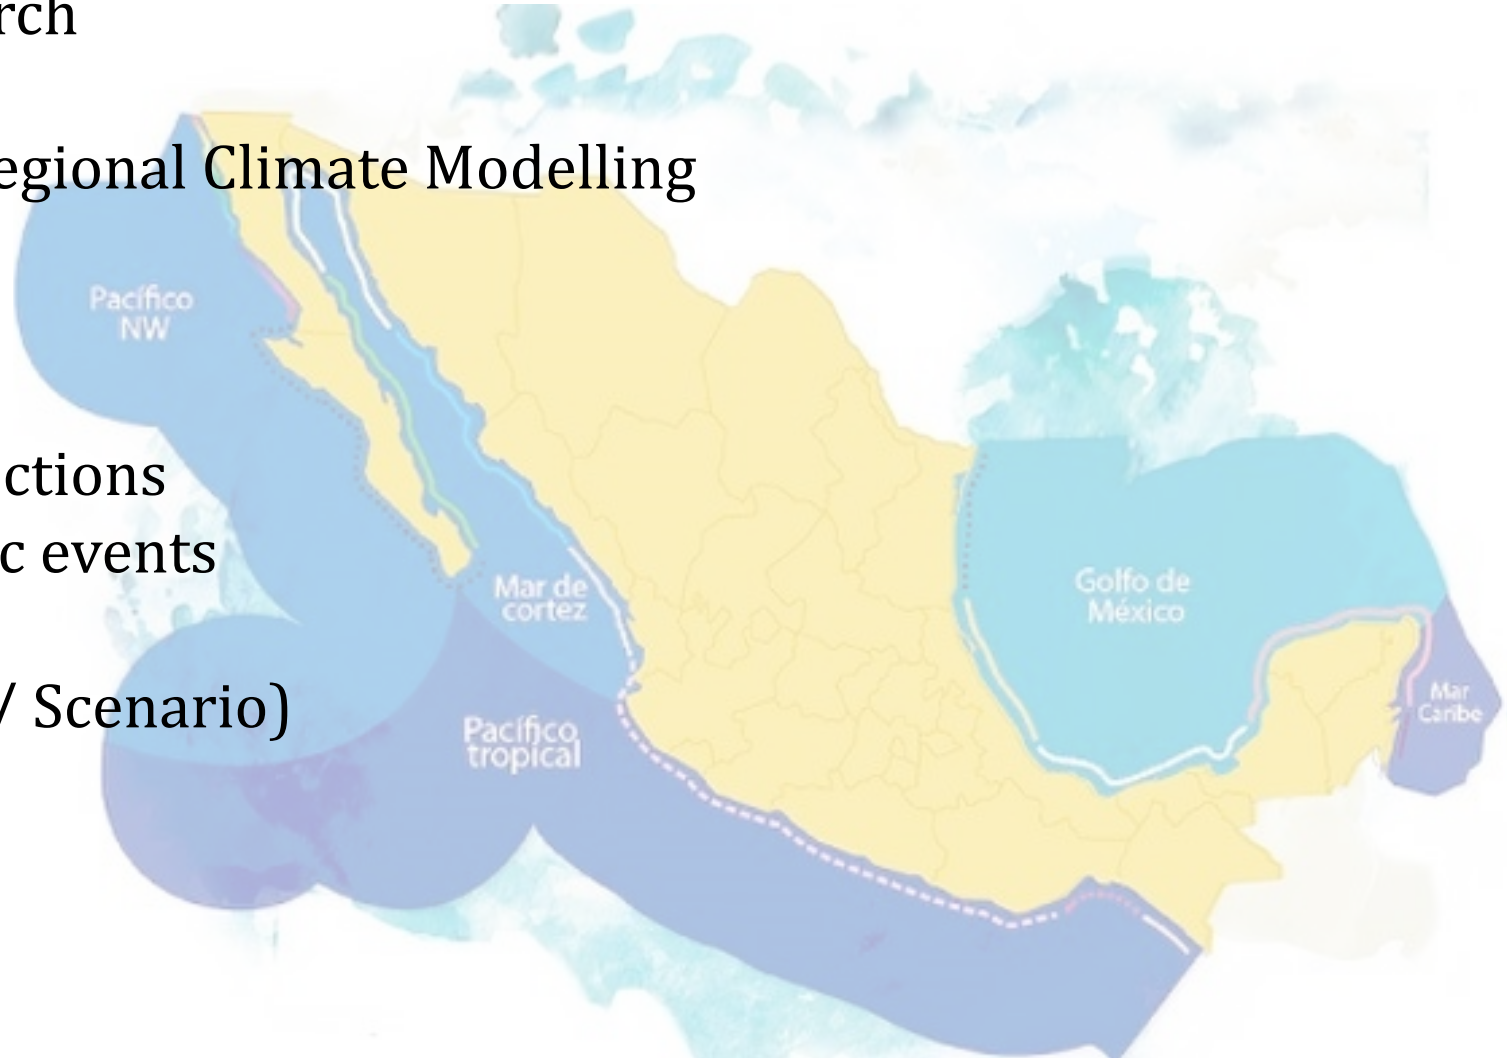 rch
egional Climate Modelling
Pacífico
NW
ctions
c events
Mar de
cortez
Golfo de
México
/ Scenario)
Mar
Caribe
Pacífico
tropical